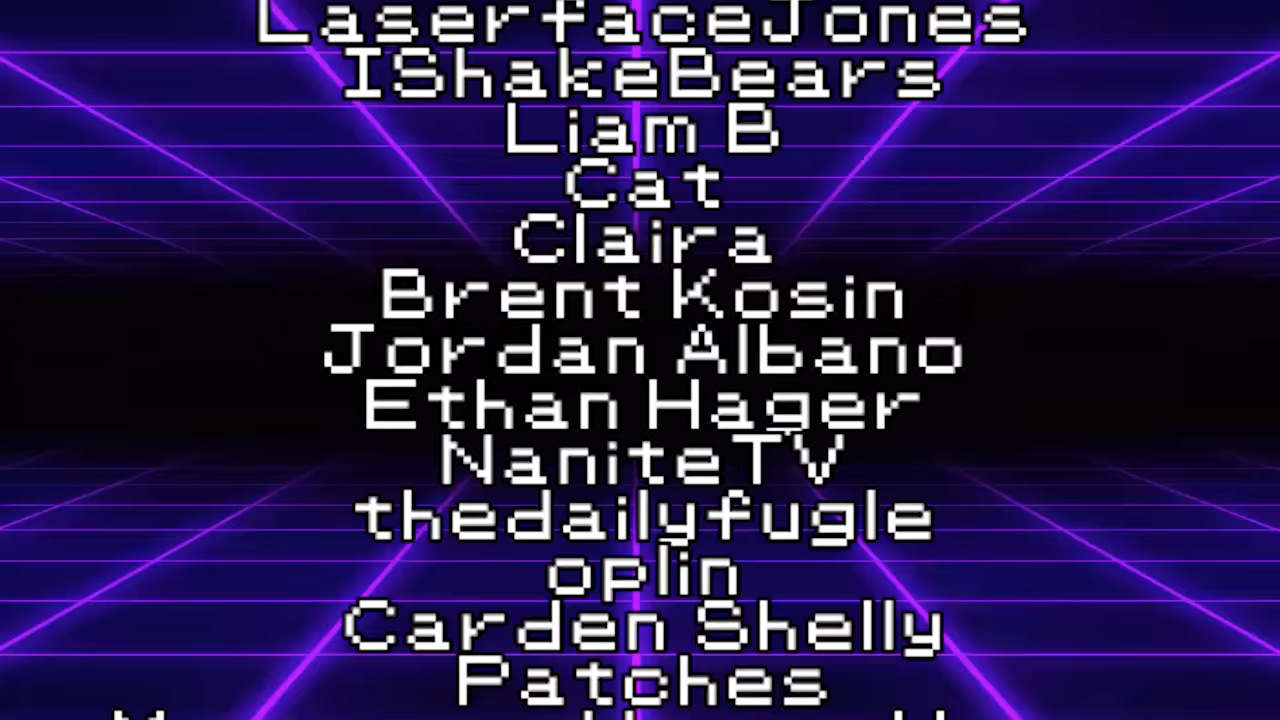 LaserfaceJones
IShakeBears
Liam B
Cat
Claira
Brent Kosin
Jordan Albano
Ethan Hager
NaniteTV
thedailyfugle
oplin
Carden Shelly
Patches